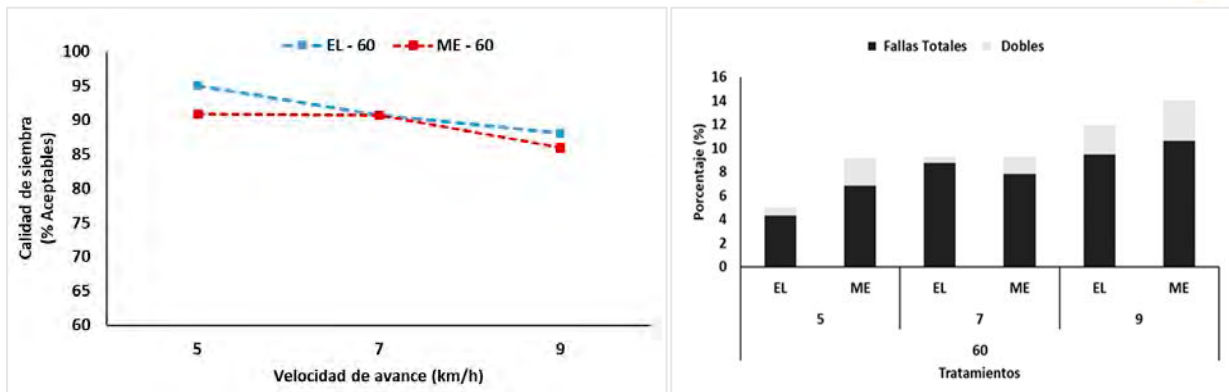 EL - 60 ME - 60
100
95
90
85
80
75
70
65
60
Calidad de siembra
(% Aceptables)
5 7 9
Velocidad de avance (km/h)
Fallas Totales Dobles
16
14
12
10
8
6
4
2
0
Porcentaje (%)
EL ME EL ME EL ME
5 7 9
60
Tratamientos